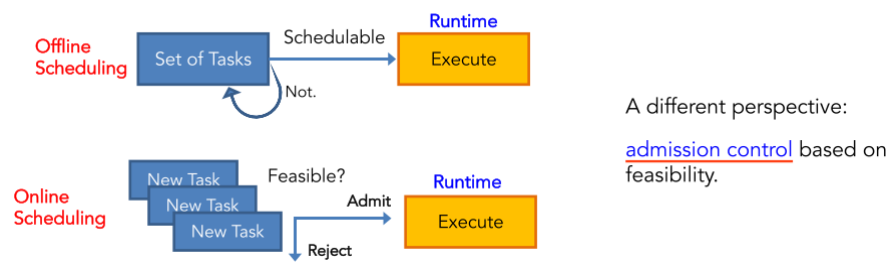 Offline
Scheduling
Set of Tasks
Schedulable
Not.
Runtime
Execute
Online
Scheduling
New Task
New Task
New Task
Feasible?
Admit
Reject
Runtime
Execute
A different perspective:
admission control based on
feasibility.